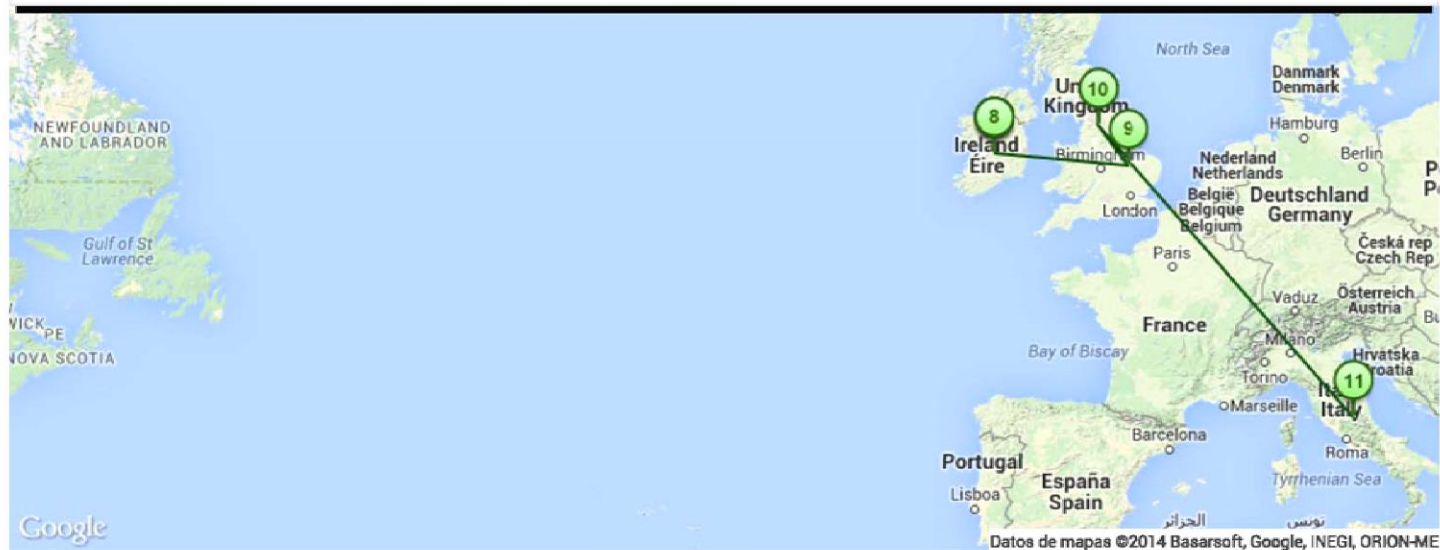 North Sea
Danmark
Denmark
10
Kingdom
NEWFOUNDLAND
AND LABRADOR
8
9
Hamburg
Ireland
Éire
Birmingham
Nederland
Netherlands
Berlin
België
Belgique
Belgium
Deutschland
Germany
London
Gulf of St
Lawrence
Paris
Česká rep
Czech Rep
Vaduz
Österreich
Austria
PE
NOVA SCOTIA
France
Bay of Biscay
Milano
Hrvatska
Torino
11
Italy
Marseille
Barcelona
Roma
Portugal
España
Spain
Tyrrhenian Sea
Lisboa
الجزائر
تونس
Google
Datos de mapas ©2014 Basarsoft, Google, INEGI, ORION-ME